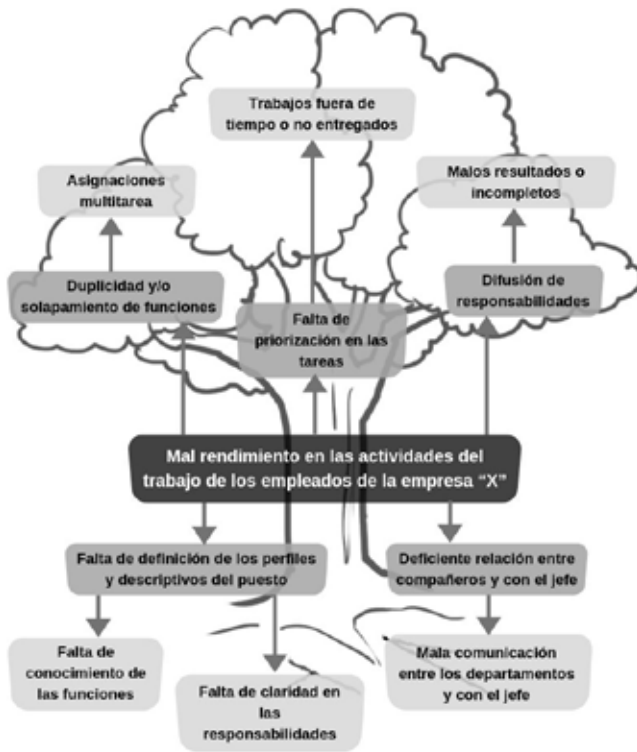 Trabajos fuera de
tiempo o no entregados
Asignaciones
multitarea
Malos resultados o
incompletos
Duplicidad y/o
solapamiento de funciones
Difusión de
responsabilidades
Falta de
priorización en las
tareas
Mal rendimiento en las actividades del
trabajo de los empleados de la empresa “X”
Falta de definición de los perfiles
y descriptivos del puesto
Deficiente relación entre
compañeros y con el jefe
Falta de
conocimiento de
las funciones
Falta de claridad en
las
responsabilidades
Mala comunicación
entre los departamentos
y con el jefe